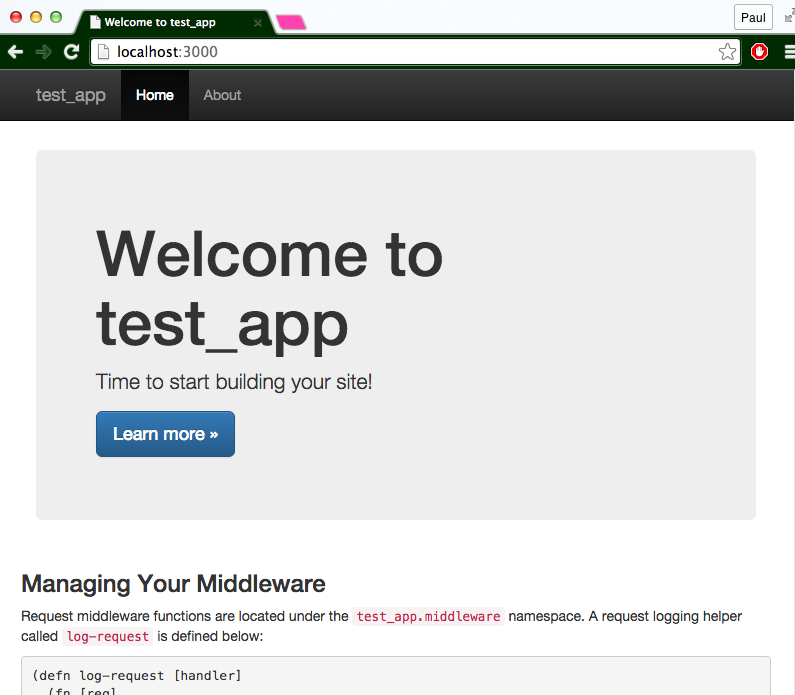 Welcome to test_app
Paul
localhost:3000
test_app Home About
Welcome to
test_app
Time to start building your site!
Learn more »
Managing Your Middleware
Request middleware functions are located under the test_app.middleware namespace. A request logging helper
called log-request is defined below:
(defn log-request [handler]
(fn [req]